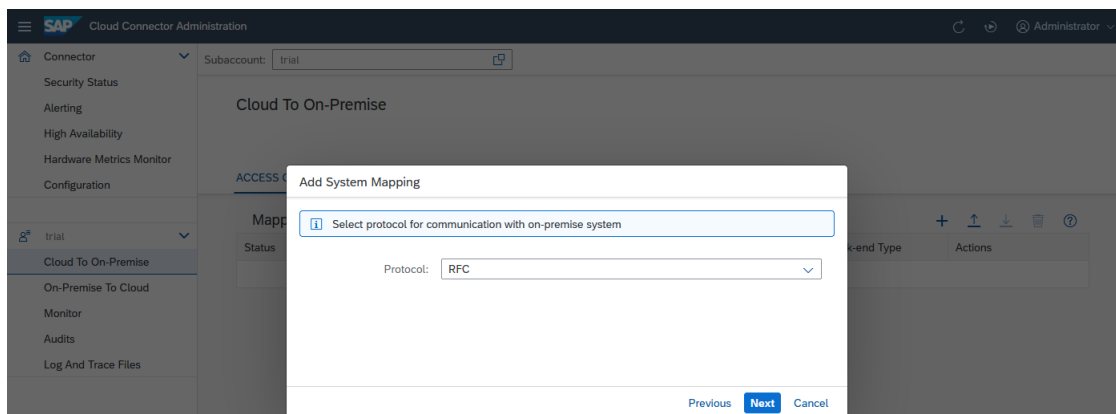 SAP Cloud Connector Administration
Administrator
Connector
Security Status
Alerting
High Availability
Hardware Metrics Monitor
Configuration
trial
Cloud To On-Premise
On-Premise To Cloud
Monitor
Audits
Log And Trace Files
Subaccount: trial
Cloud To On-Premise
ACCESS
Mapp
Status
k-end Type
Actions
Add System Mapping
Select protocol for communication with on-premise system
Protocol: RFC
Previous Next Cancel